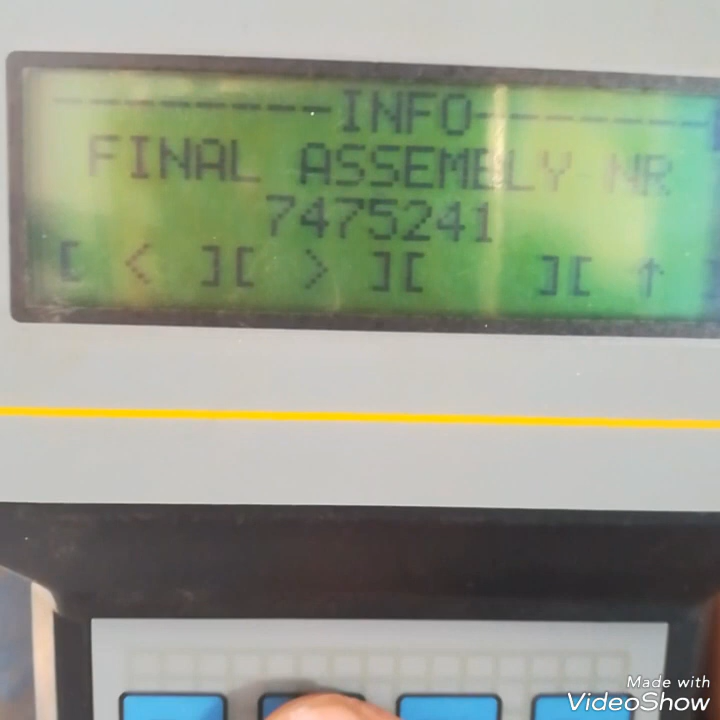 ---------INFO--------
FINAL ASSEMBLY NR
7475241
[ < ][ > ][ ][ ↑ ]
Made with
VideoShow